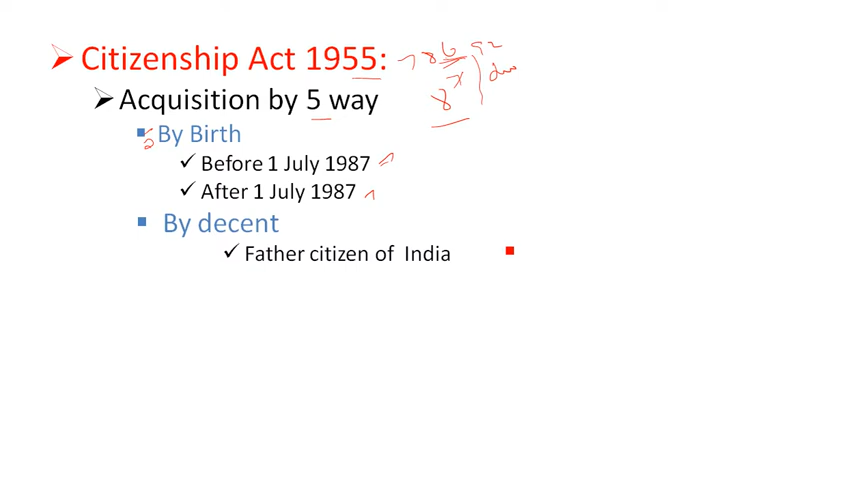 Citizenship Act 1955:
Acquisition by 5 way
By Birth
Before 1 July 1987
After 1 July 1987
By decent
Father citizen of India